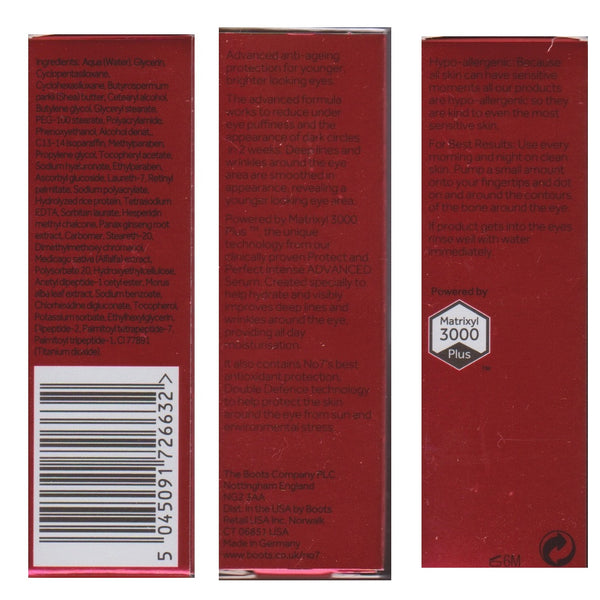 Ingredients: Aqua (Water), Glycerin,
Cyclopentasiloxane,
Cyclohexasiloxane, Butyrospermum
parkii (Shea) butter, Cetearyl alcohol,
Butylene glycol, Glyceryl stearate,
PEG-100 stearate, Polyacrylamide,
Phenoxyethanol, Alcohol denat.,
C13-14 Isoparaffin, Methylparaben,
Propylene glycol, Tocopheryl acetate,
Sodium hyaluronate, Ethylparaben,
Ascorbyl glucoside, Laureth-7, Retinyl
palmitate, Sodium polyacrylate,
Hydrolyzed rice protein, Tetrasodium
EDTA, Sorbitan laurate, Hesperidin
methyl chalcone, Panax ginseng root
extract, Carbomer, Steareth-20,
Dimethylmethoxy chromanol,
Medicago sativa (Alfalfa) extract,
Polysorbate 20, Hydroxyethylcellulose,
Acetyl dipeptide-1 cetyl ester, Morus
alba leaf extract, Sodium benzoate,
Chlorhexidine digluconate, Tocopherol,
Potassium sorbate, Ethylhexylglycerin,
Dipeptide-2, Palmitoyl tetrapeptide-7,
Palmitoyl tripeptide-1, CI 77891
(Titanium dioxide).
5 045091 726632 >
Advanced anti-ageing
protection for younger,
brighter looking eyes.
The advanced formula
works to reduce under
eye puffiness and the
appearance of dark circles
in 2 weeks. Deep lines and
wrinkles around the eye
area are smoothed in
appearance, revealing a
younger looking eye area.
Powered by Matrixyl 3000
Plus ™, the unique
technology from our
clinically proven Protect and
Perfect Intense ADVANCED
Serum. Created specially to
help hydrate and visibly
improves deep lines and
wrinkles around the eye,
providing all day
moisturisation.
It also contains No7's best
antioxidant protection,
Double Defence technology
to help protect the skin
around the eye from sun and
environmental stress.
The Boots Company PLC.
Nottingham England
NG2 3AA
Dist. in the USA by Boots
Retail USA Inc. Norwalk
CT 06851 USA
Made in Germany
www.boots.co.uk/no7
Hypo-allergenic: Because
all skin can have sensitive
moments all our products
are hypo-allergenic so they
are kind to even the most
sensitive skin.
For Best Results: Use every
morning and night on clean
skin. Pump a small amount
onto your fingertips and dot
on and around the contours
of the bone around the eye.
If product gets into the eyes
rinse well with water
immediately.
Powered by
Matrixyl
3000
Plus
™
6M